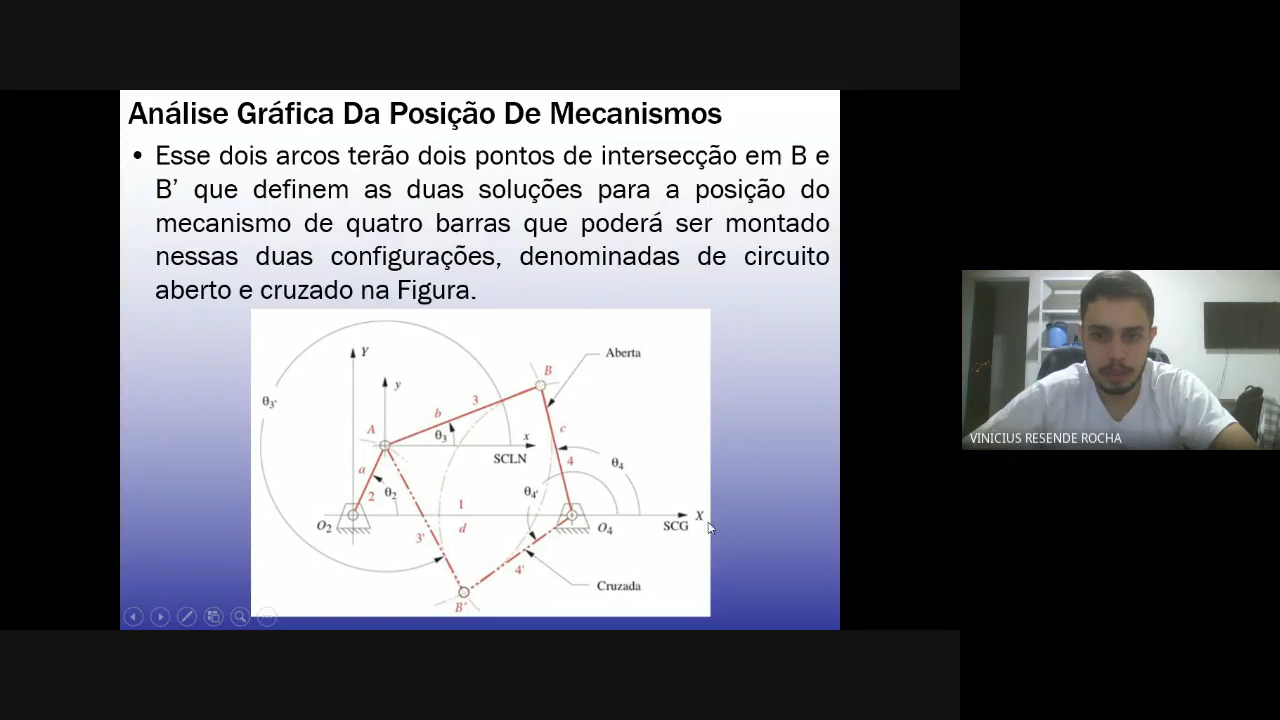 Análise Gráfica Da Posição De Mecanismos
• Esse dois arcos terão dois pontos de intersecção em B e
B’ que definem as duas soluções para a posição do
mecanismo de quatro barras que poderá ser montado
nessas duas configurações, denominadas de circuito
aberto e cruzado na Figura.
Y
Aberta
B
y
θ3'
3
b
A
θ3
x
c
SCLN
4
θ4
a
2
θ2
θ4'
1
X
O2
d
O4
SCG
3'
4'
Cruzada
B'
VINICIUS RESENDE ROCHA